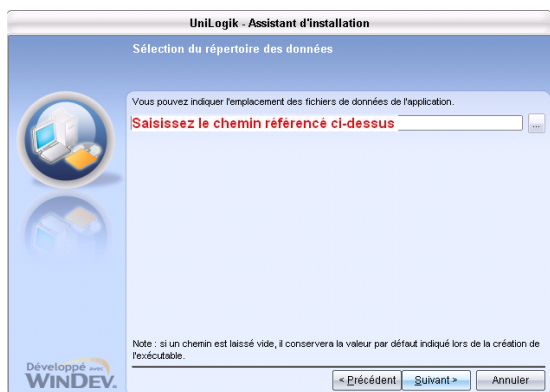 UniLogik - Assistant d'installation
Sélection du répertoire des données
Vous pouvez indiquer l'emplacement des fichiers de données de l'application.
Saisissez le chemin référencé ci-dessus
...
Note : si un chemin est laissé vide, il conservera la valeur par défaut indiqué lors de la création de
l'exécutable.
Développé avec
WINDEV.
< Précédent
Suivant >
Annuler